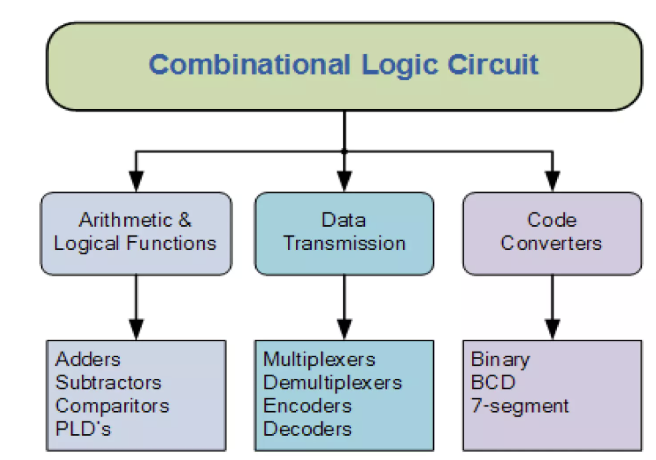 Combinational Logic Circuit
Arithmetic &
Logical Functions
Data
Transmission
Code
Converters
Adders
Subtractors
Comparitors
PLD's
Multiplexers
Demultiplexers
Encoders
Decoders
Binary
BCD
7-segment